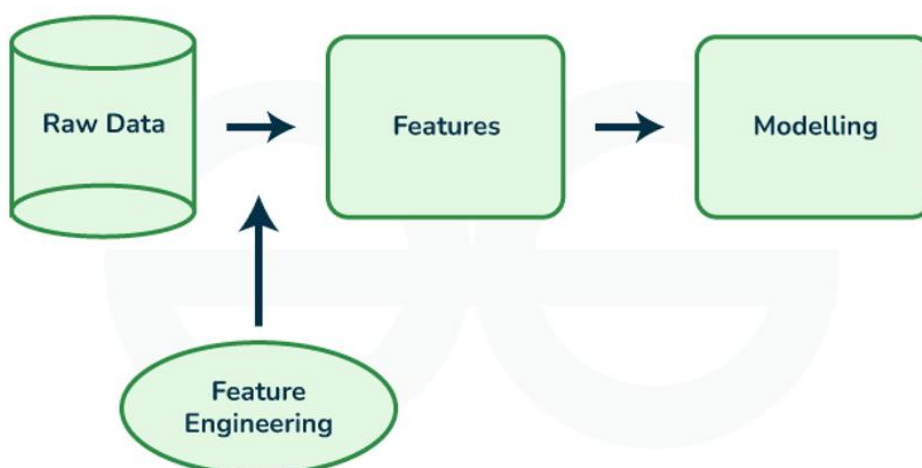 Raw Data
Features
Modelling
Feature
Engineering